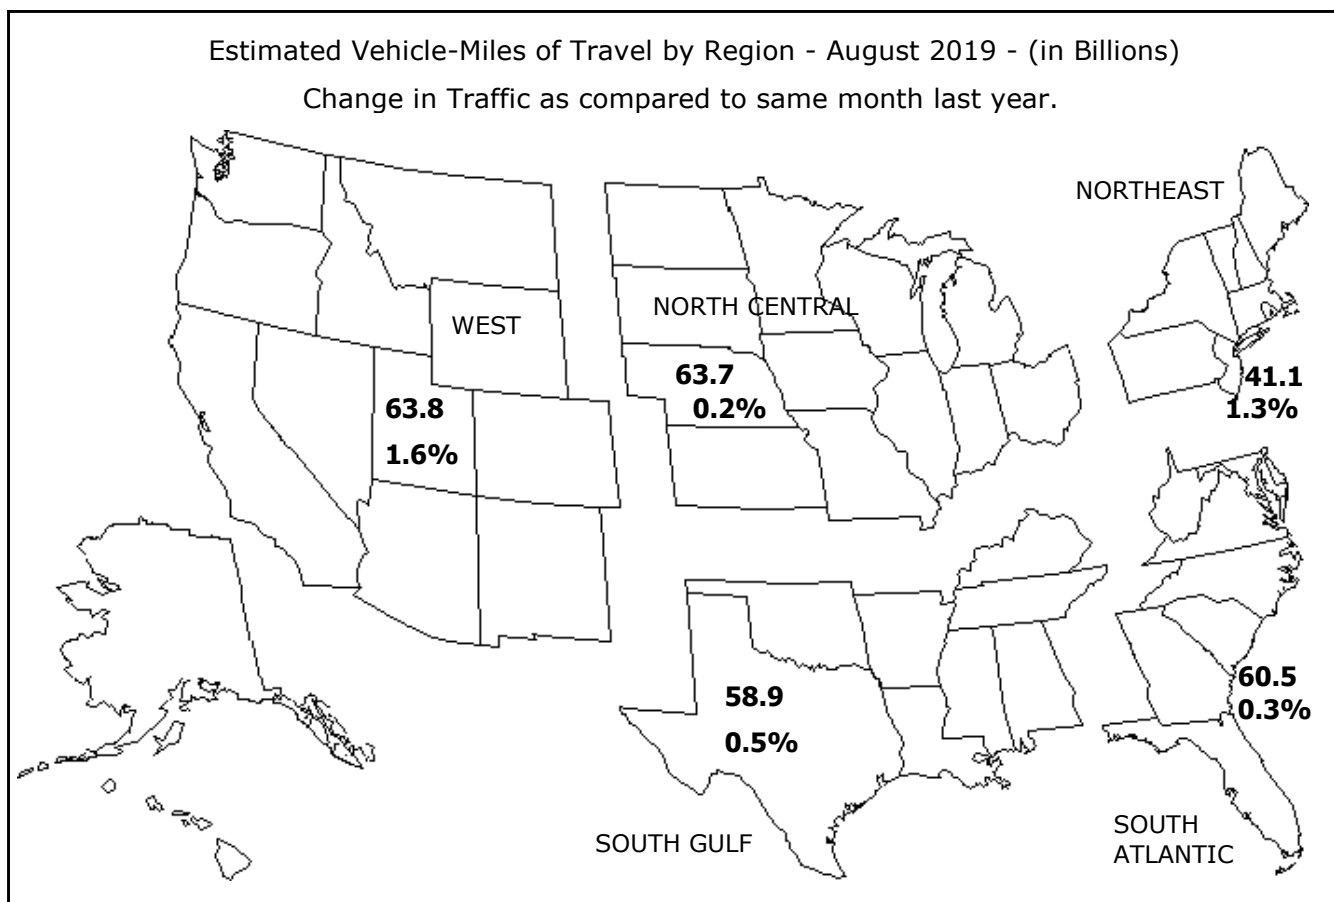 Estimated Vehicle-Miles of Travel by Region - August 2019 - (in Billions)
Change in Traffic as compared to same month last year.
NORTHEAST
41.1
1.3%
WEST
63.8
1.6%
NORTH CENTRAL
63.7
0.2%
58.9
0.5%
SOUTH GULF
60.5
0.3%
SOUTH
ATLANTIC